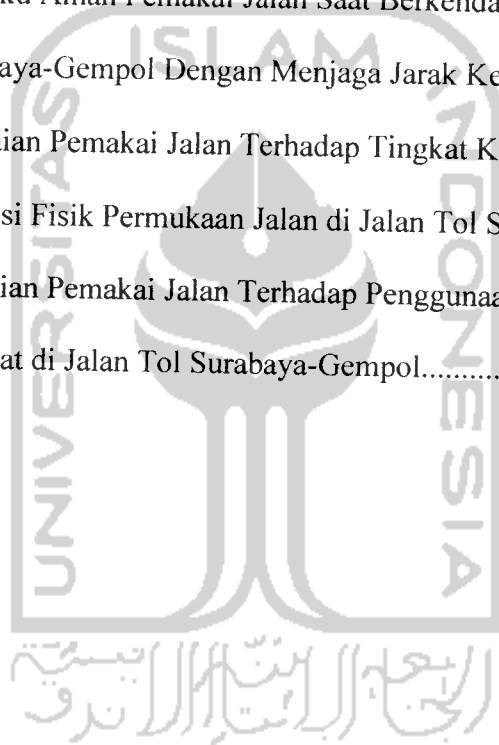 Aman Pemakai Jalan Saat Berkenda
aya-Gempol Dengan Menjaga Jarak Ke
ian Pemakai Jalan Terhadap Tingkat K
si Fisik Permukaan Jalan di Jalan Tol S
ian Pemakai Jalan Terhadap Penggunaa
at di Jalan Tol Surabaya-Gempol..........
ISLAM
UNIVERSITAS
INDONESIA